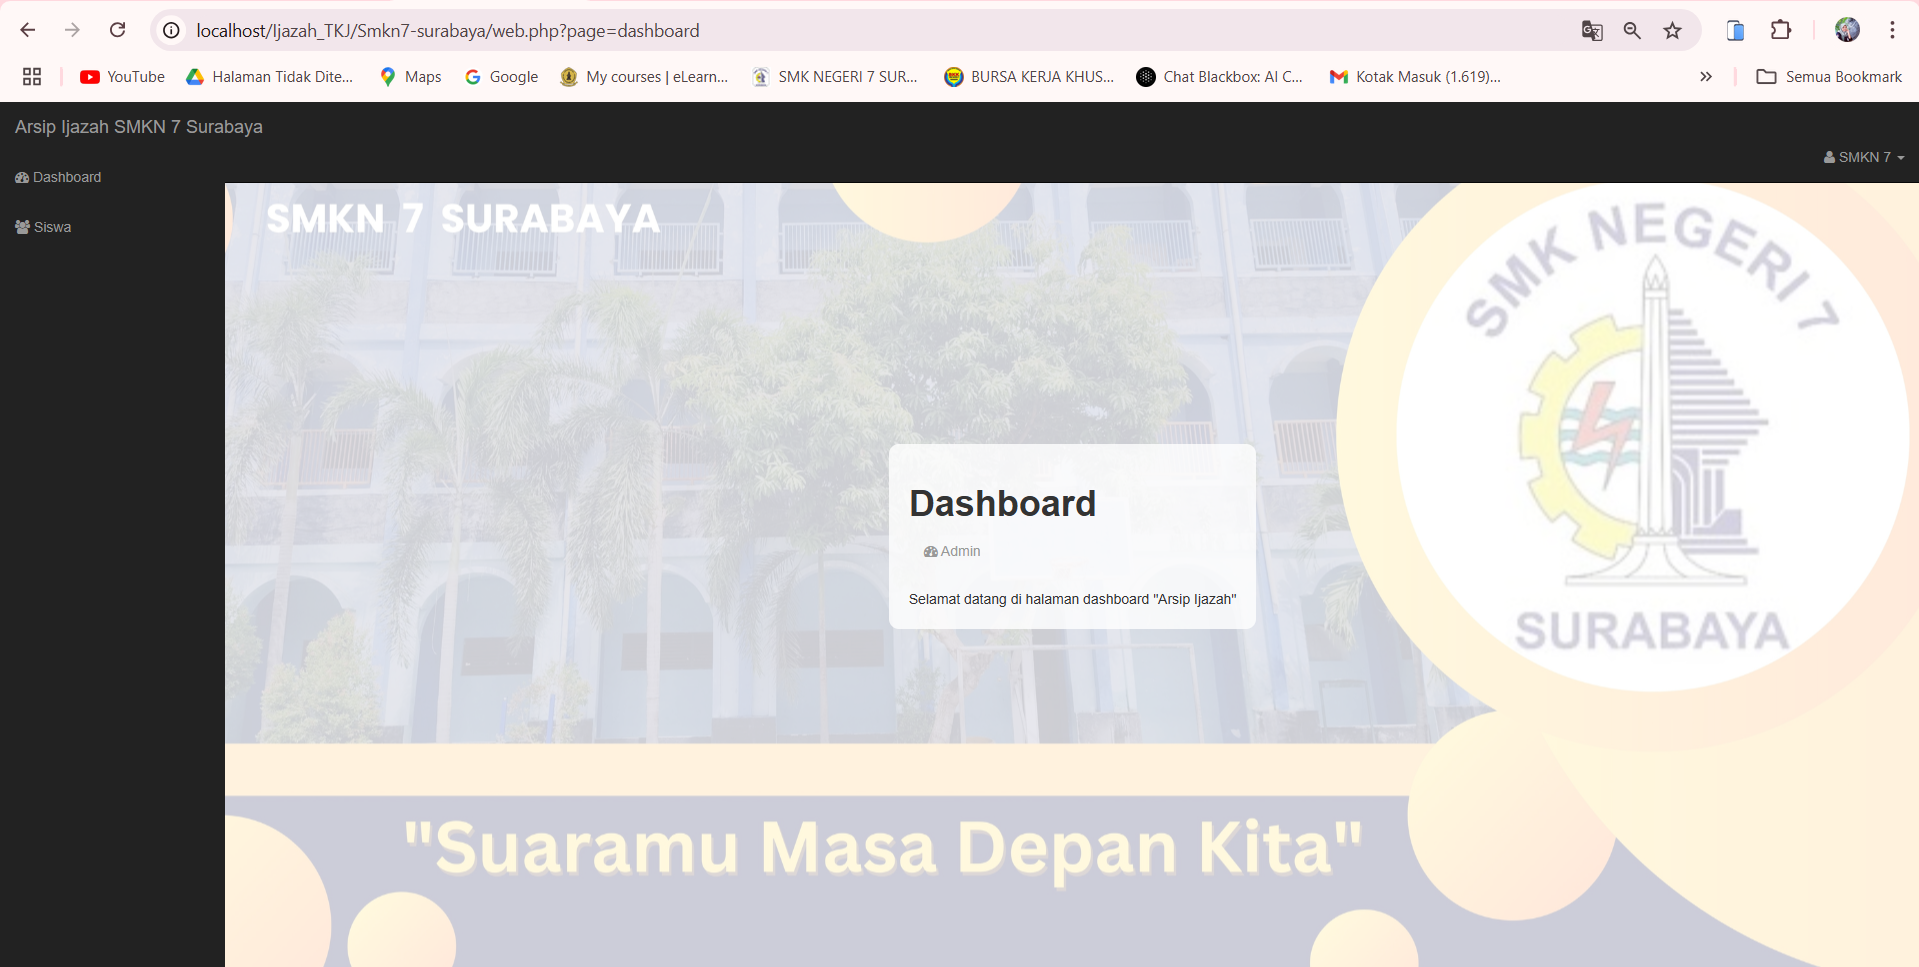 localhost/Ijazah_TKJ/Smkn7-surabaya/web.php?page=dashboard
YouTube Halaman Tidak Dite... Maps Google My courses | eLearn... SMK NEGERI 7 SUR... BURSA KERJA KHUS... Chat Blackbox: AI C... Kotak Masuk (1.619)... Semua Bookmark
Arsip Ijazah SMKN 7 Surabaya
SMKN 7
Dashboard
Siswa
SMKN 7 SURABAYA
SMK NEGERI 7
SURABAYA
Dashboard
Admin
Selamat datang di halaman dashboard "Arsip Ijazah"
"Suaramu Masa Depan Kita"